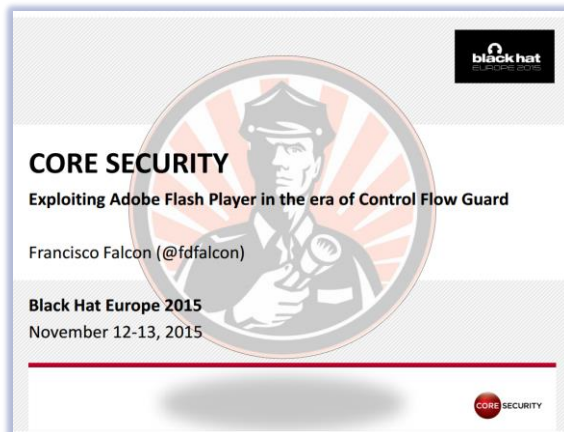 black hat
EUROPE 2015
CORE SECURITY
Exploiting Adobe Flash Player in the era of Control Flow Guard
Francisco Falcon (@fdfalcon)
Black Hat Europe 2015
November 12-13, 2015
CORE SECURITY